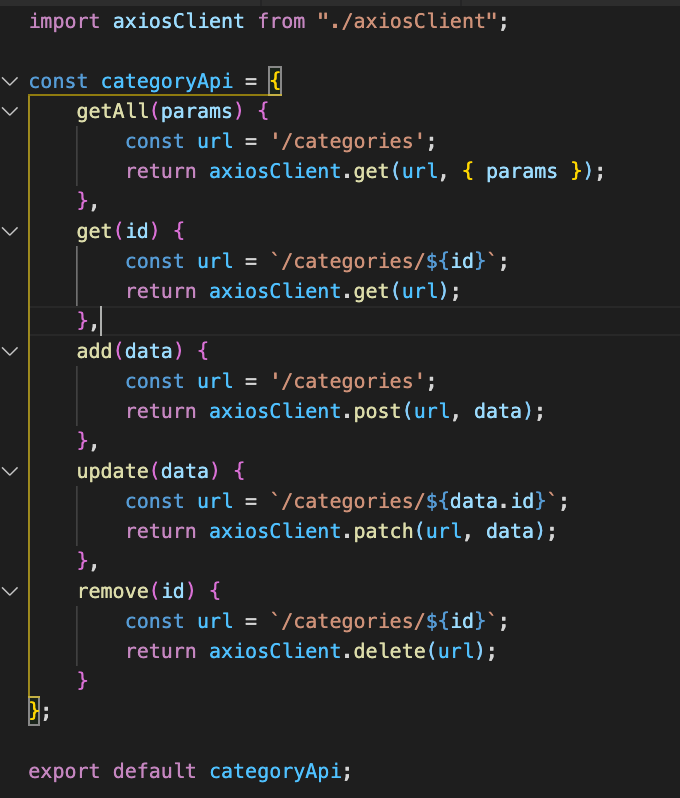 import axiosClient from "./axiosClient";
const categoryApi = {
getAll(params) {
const url = '/categories';
return axiosClient.get(url, { params });
},
get(id) {
const url = `/categories/${id}`;
return axiosClient.get(url);
},
add(data) {
const url = '/categories';
return axiosClient.post(url, data);
},
update(data) {
const url = `/categories/${data.id}`;
return axiosClient.patch(url, data);
},
remove(id) {
const url = `/categories/${id}`;
return axiosClient.delete(url);
}
};
export default categoryApi;